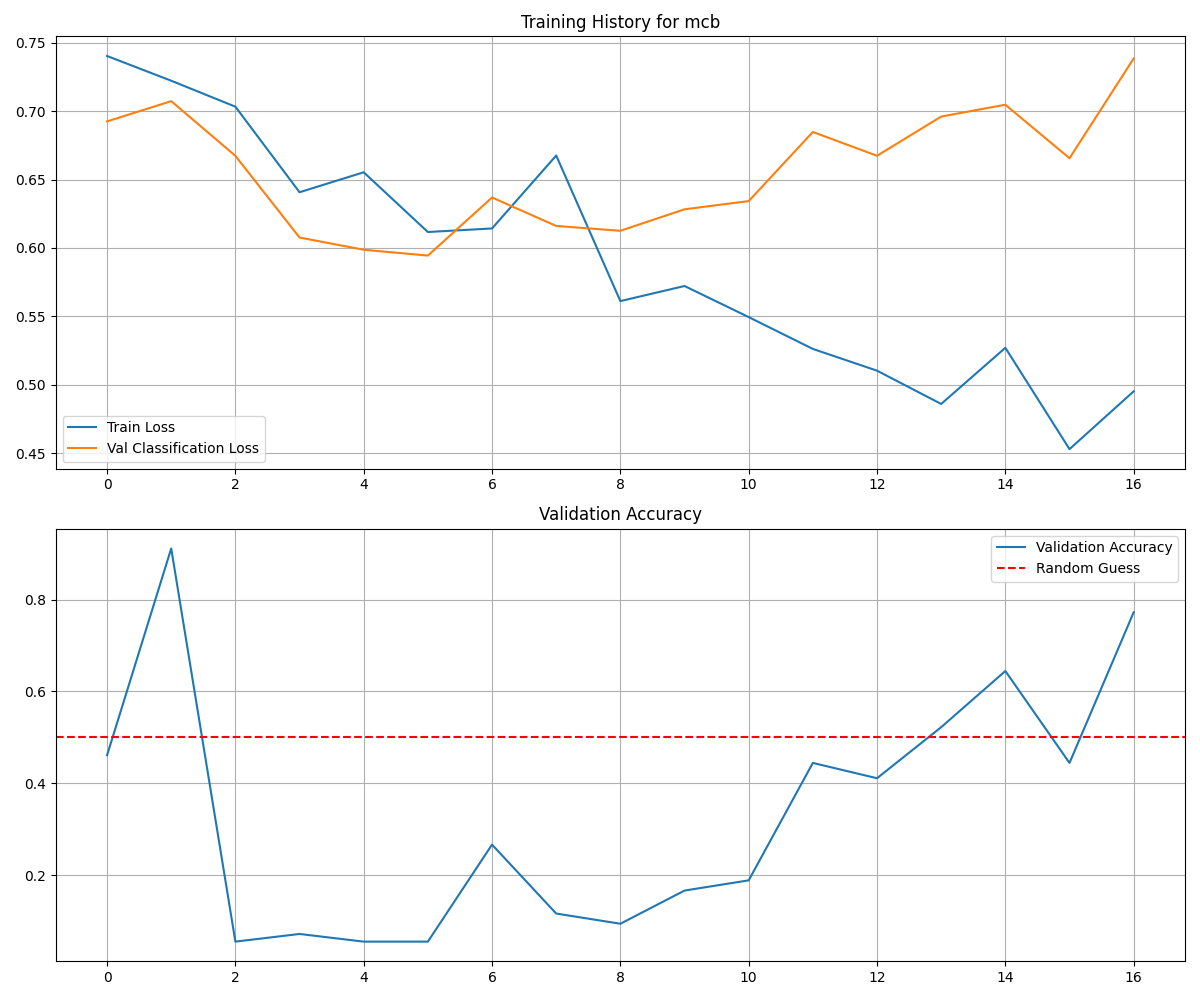 Training History for mcb
0.75
0.70
0.65
0.60
0.55
0.50
0.45
Train Loss
Val Classification Loss
0 2 4 6 8 10 12 14 16
Validation Accuracy
Validation Accuracy
Random Guess
0.8
0.6
0.4
0.2
0 2 4 6 8 10 12 14 16